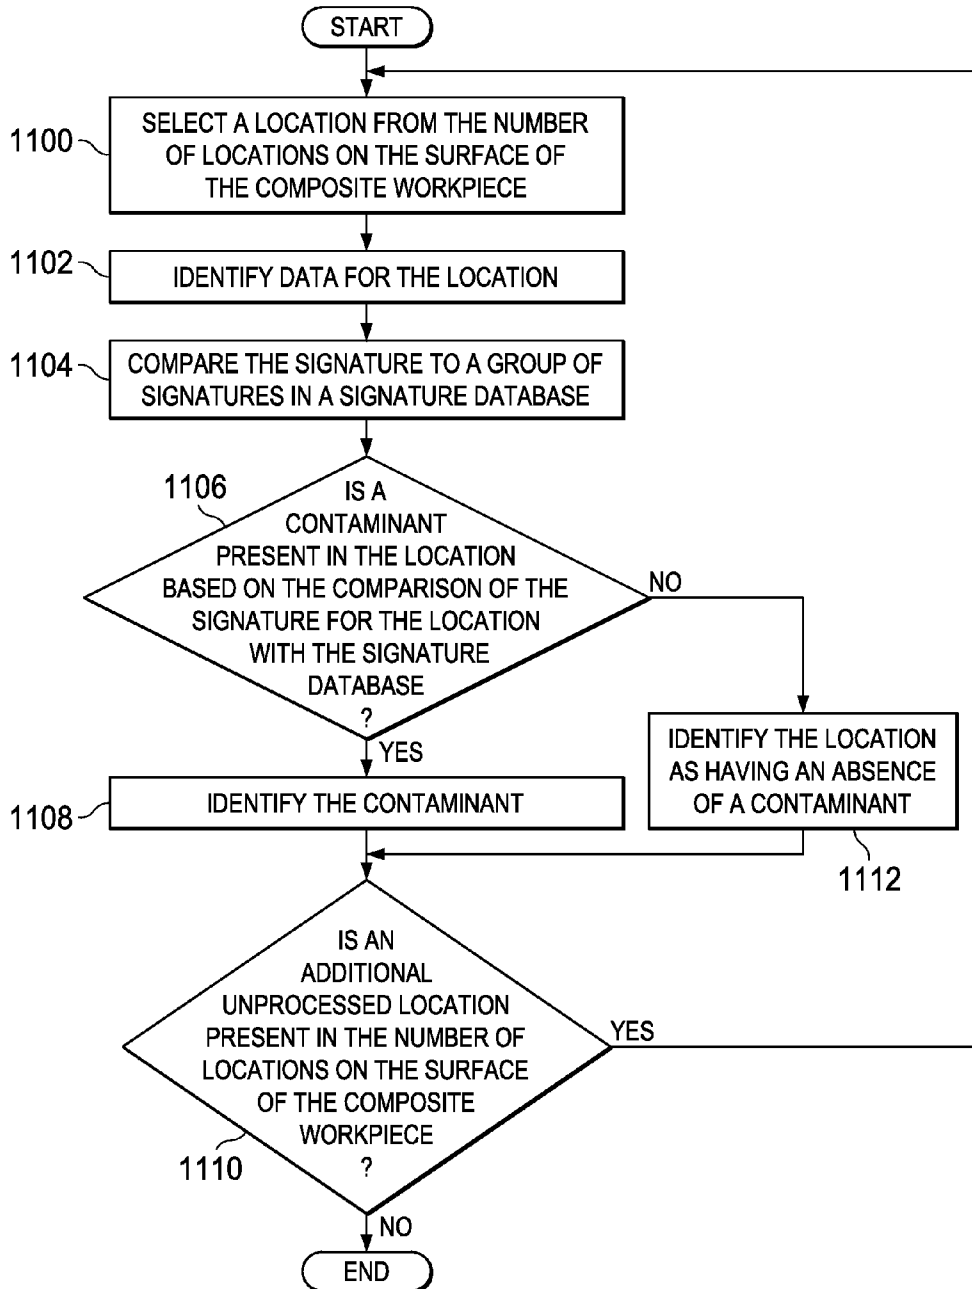 START
1100
SELECT A LOCATION FROM THE NUMBER
OF LOCATIONS ON THE SURFACE OF
THE COMPOSITE WORKPIECE
1102
IDENTIFY DATA FOR THE LOCATION
1104
COMPARE THE SIGNATURE TO A GROUP OF
SIGNATURES IN A SIGNATURE DATABASE
1106
IS A
CONTAMINANT
PRESENT IN THE LOCATION
BASED ON THE COMPARISON OF THE
SIGNATURE FOR THE LOCATION
WITH THE SIGNATURE
DATABASE
?
NO
YES
IDENTIFY THE LOCATION
AS HAVING AN ABSENCE
OF A CONTAMINANT
1112
1108
IDENTIFY THE CONTAMINANT
IS AN
ADDITIONAL
UNPROCESSED LOCATION
PRESENT IN THE NUMBER OF
LOCATIONS ON THE SURFACE
OF THE COMPOSITE
WORKPIECE
?
YES
1110
NO
END